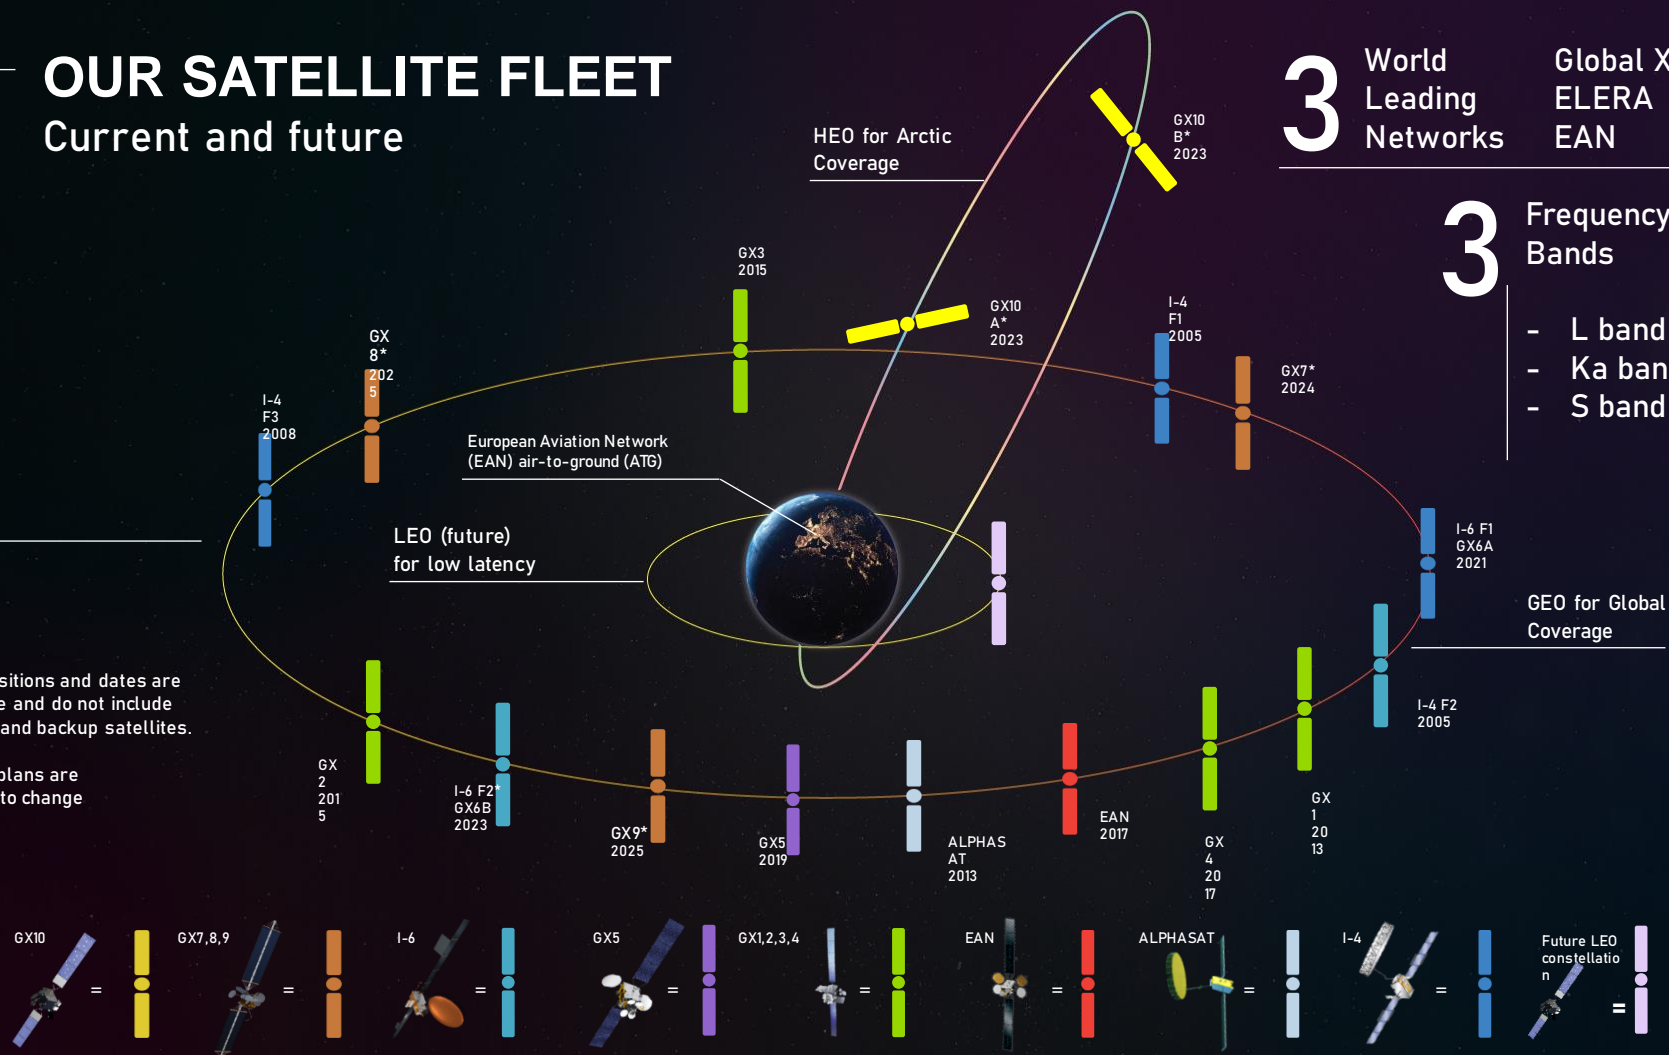 OUR SATELLITE FLEET
Current and future
3
World
Leading
Networks
Global X
ELERA
EAN
3
Frequency
Bands
- L band
- Ka ban
- S band
HEO for Arctic
Coverage
GX10
B*
2023
GX3
2015
GX10
A*
2023
I-4
F1
2005
GX7*
2024
GX
8*
202
5
I-4
F3
2008
European Aviation Network
(EAN) air-to-ground (ATG)
LEO (future)
for low latency
I-6 F1
GX6A
2021
GEO for Global
Coverage
sitions and dates are
e and do not include
and backup satellites.
plans are
to change
I-4 F2
2005
GX
2
201
5
I-6 F2*
GX6B
2023
GX9*
2025
GX5
2019
ALPHAS
AT
2013
EAN
2017
GX
4
20
17
GX
1
20
13
GX10
=
GX7,8,9
=
I-6
=
GX5
=
GX1,2,3,4
=
EAN
=
ALPHASAT
=
I-4
=
Future LEO
constellatio
n
=